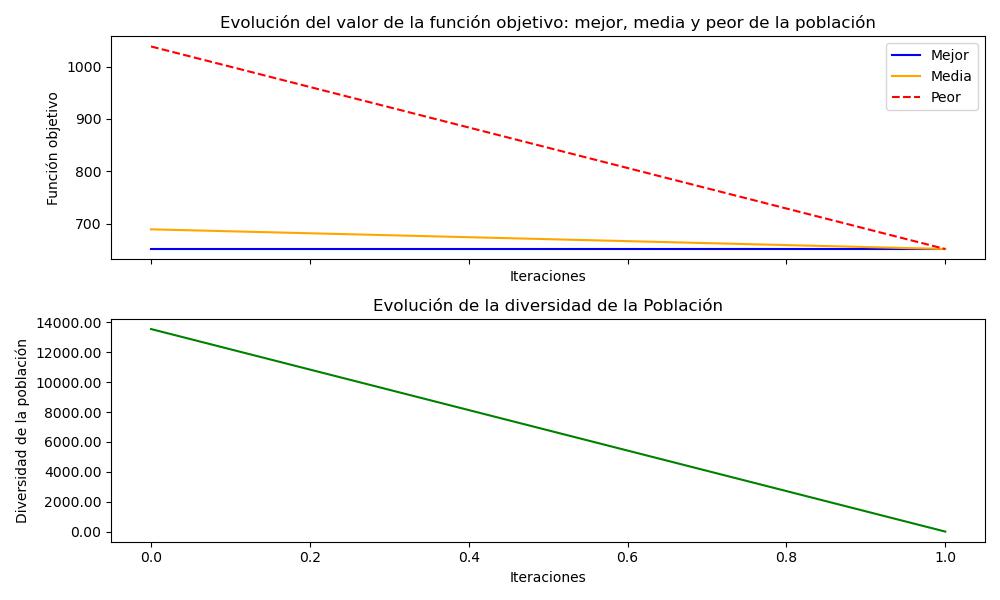 Evolución del valor de la función objetivo: mejor, media y peor de la población
Función objetivo
1000
900
800
700
Mejor
Media
Peor
Iteraciones
Evolución de la diversidad de la Población
Diversidad de la población
14000.00
12000.00
10000.00
8000.00
6000.00
4000.00
2000.00
0.00
0.0 0.2 0.4 0.6 0.8 1.0
Iteraciones